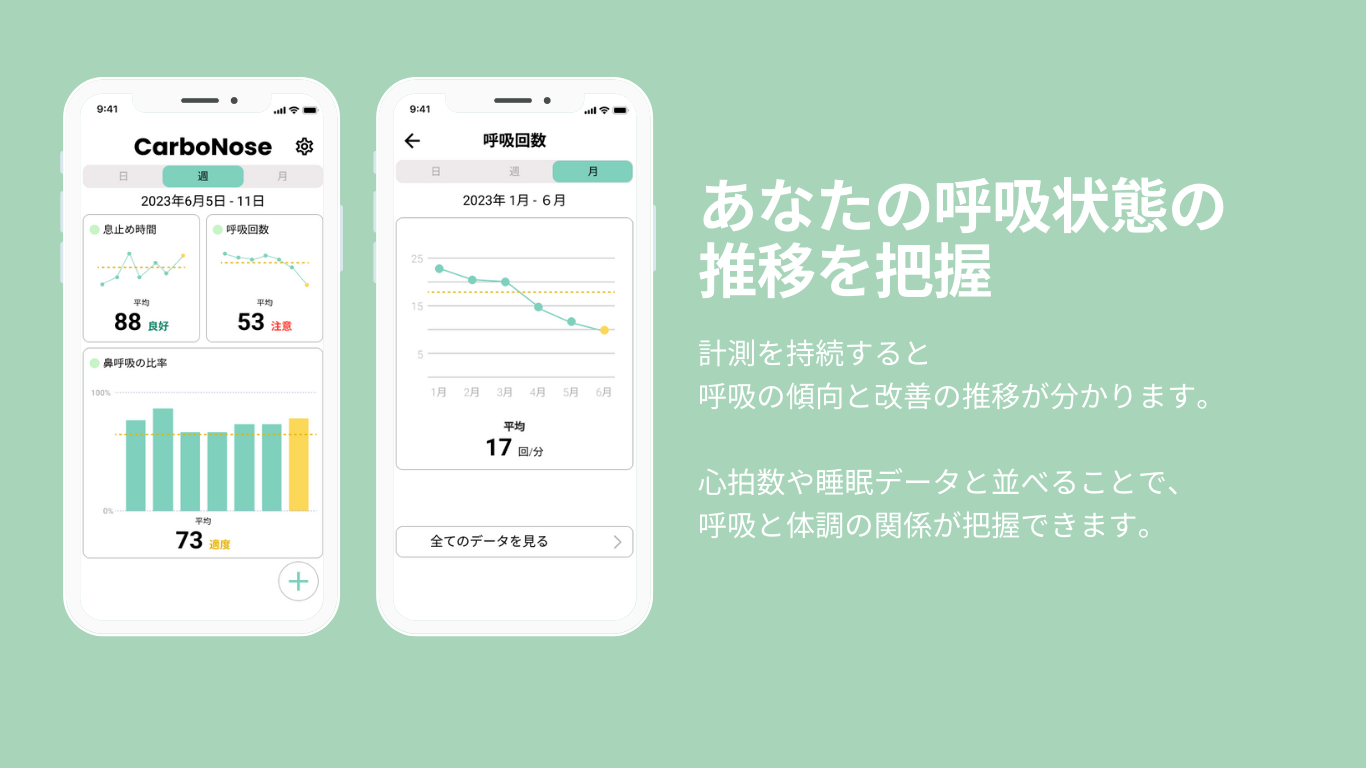 9:41
CarboNose
日 週 月
2023年6月5日 - 11日
息止め時間
平均
88 良好
呼吸回数
平均
53 注意
鼻呼吸の比率
100%
0%
平均
73 適度
9:41
呼吸回数
日 週 月
2023年 1月 - 6月
25
15
5
1月 2月 3月 4月 5月 6月
平均
17 回/分
全てのデータを見る
あなたの呼吸状態の
推移を把握
計測を持続すると
呼吸の傾向と改善の推移が分かります。
心拍数や睡眠データと並べることで、
呼吸と体調の関係が把握できます。